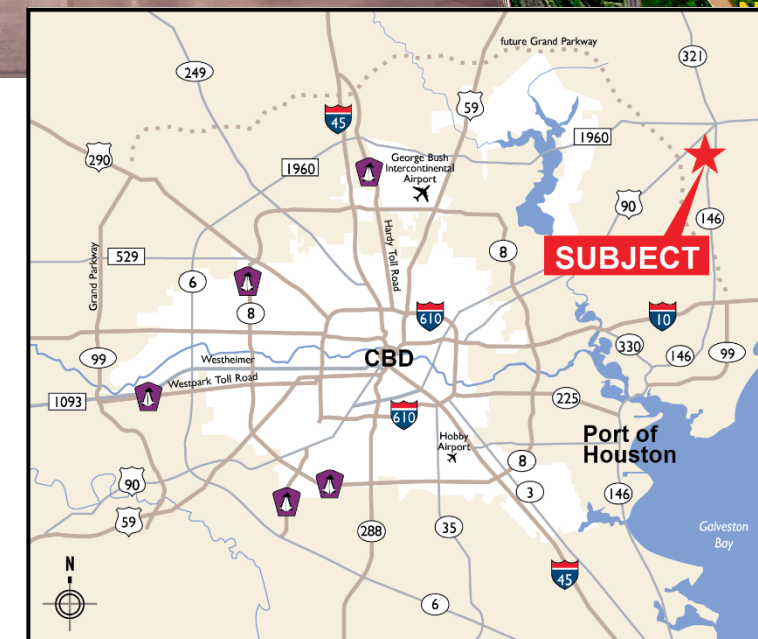 future Grand Parkway
321
249
59
45
1960
290
George Bush
Intercontinental
Airport
1960
90
146
Hardy Toll Road
8
SUBJECT
529
Grand Parkway
6
8
610
10
CBD
330
99
Westheimer
146
99
Westpark Toll Road
1093
225
610
Port of
Houston
Hobby
Airport
8
90
3
146
59
288
35
Galveston
Bay
N
45
6